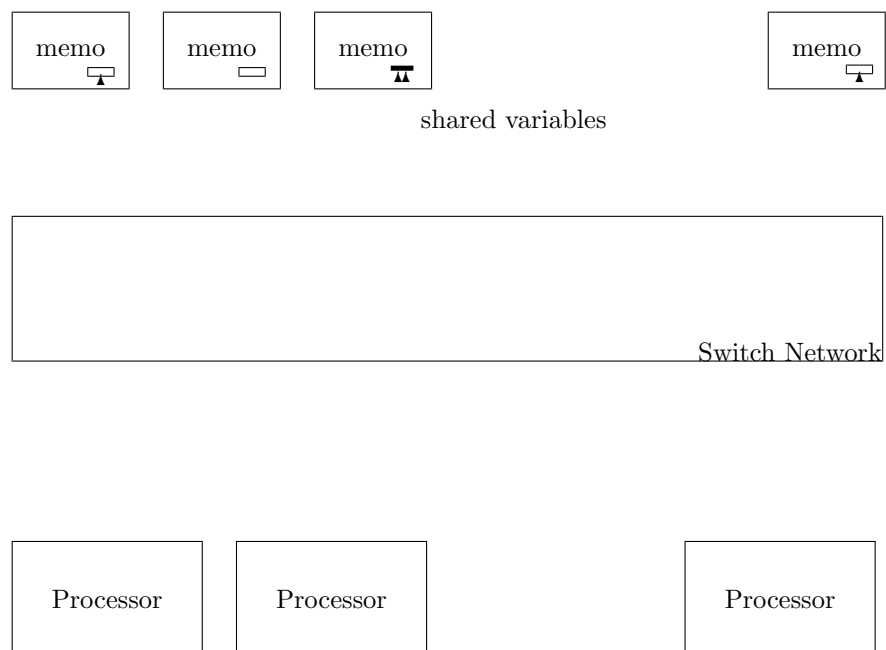 memo memo memo memo
shared variables
Switch Network
Processor Processor Processor